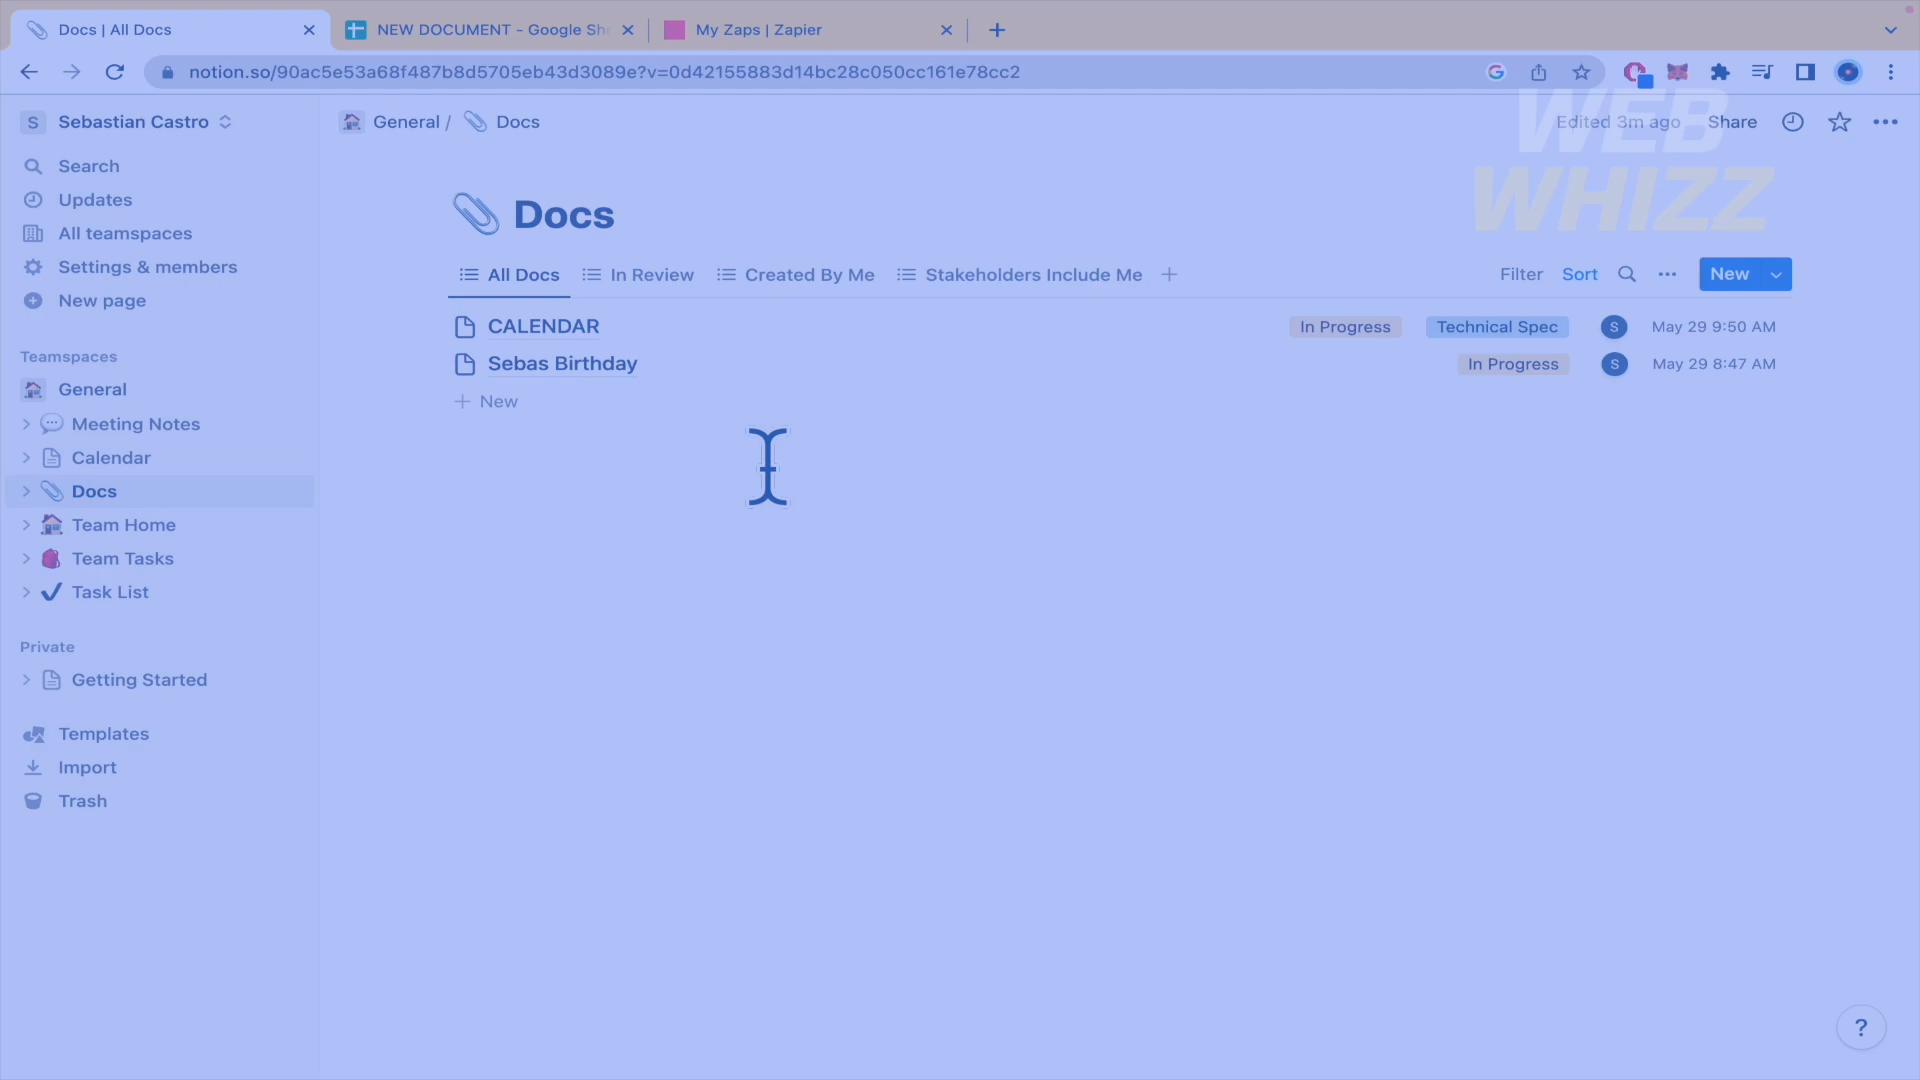 Docs | All Docs
NEW DOCUMENT - Google Sh
My Zaps | Zapier
notion.so/90ac5e53a68f487b8d5705eb43d3089e?v=0d42155883d14bc28c050cc161e78cc2
S Sebastian Castro
General / Docs
Edited 3m ago Share
WEB
WHIZZ
Search
Updates
All teamspaces
Settings & members
New page
Teamspaces
General
Meeting Notes
Calendar
Docs
Team Home
Team Tasks
Task List
Private
Getting Started
Templates
Import
Trash
Docs
All Docs In Review Created By Me Stakeholders Include Me
Filter Sort New
CALENDAR In Progress Technical Spec S May 29 9:50 AM
Sebas Birthday In Progress S May 29 8:47 AM
New
?